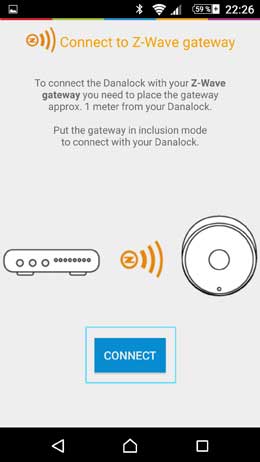 59 %
22:26
Connect to Z-Wave gateway
To connect the Danalock with your Z-Wave
gateway you need to place the gateway
approx. 1 meter from your Danalock.
Put the gateway in inclusion mode
to connect with your Danalock.
CONNECT